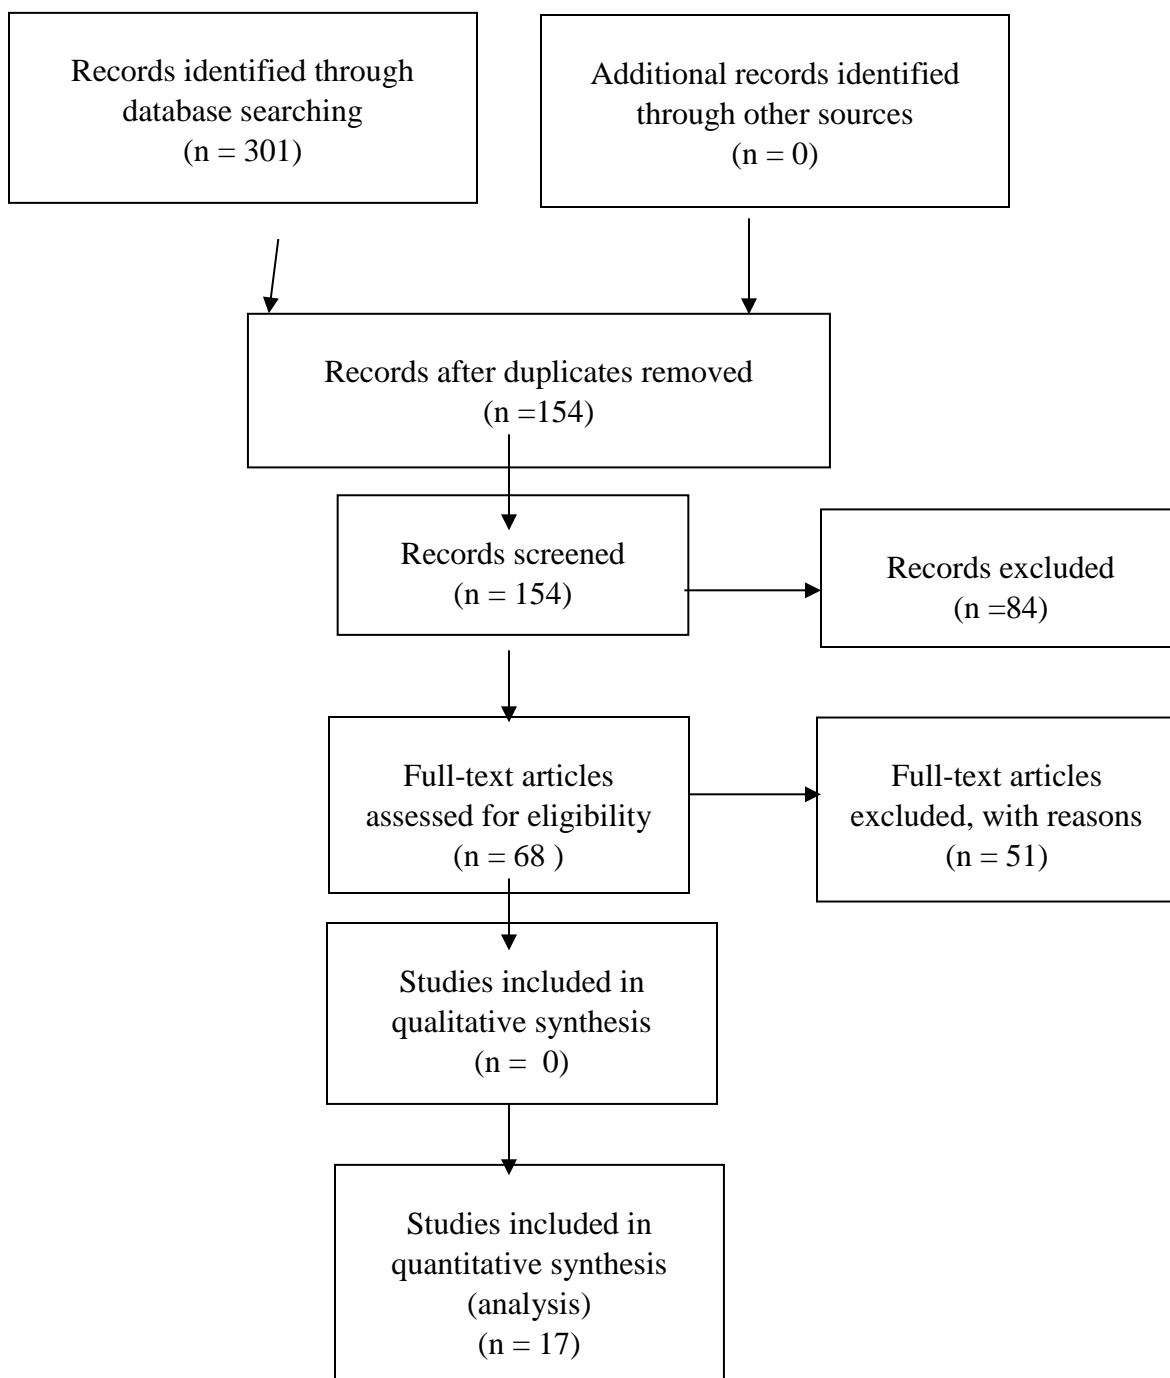 Records identified through
database searching
(n = 301)
Additional records identified
through other sources
(n = 0)
Records after duplicates removed
(n =154)
Records screened
(n = 154)
Records excluded
(n =84)
Full-text articles
assessed for eligibility
(n = 68 )
Full-text articles
excluded, with reasons
(n = 51)
Studies included in
qualitative synthesis
(n =  0)
Studies included in
quantitative synthesis
(analysis)
(n = 17)